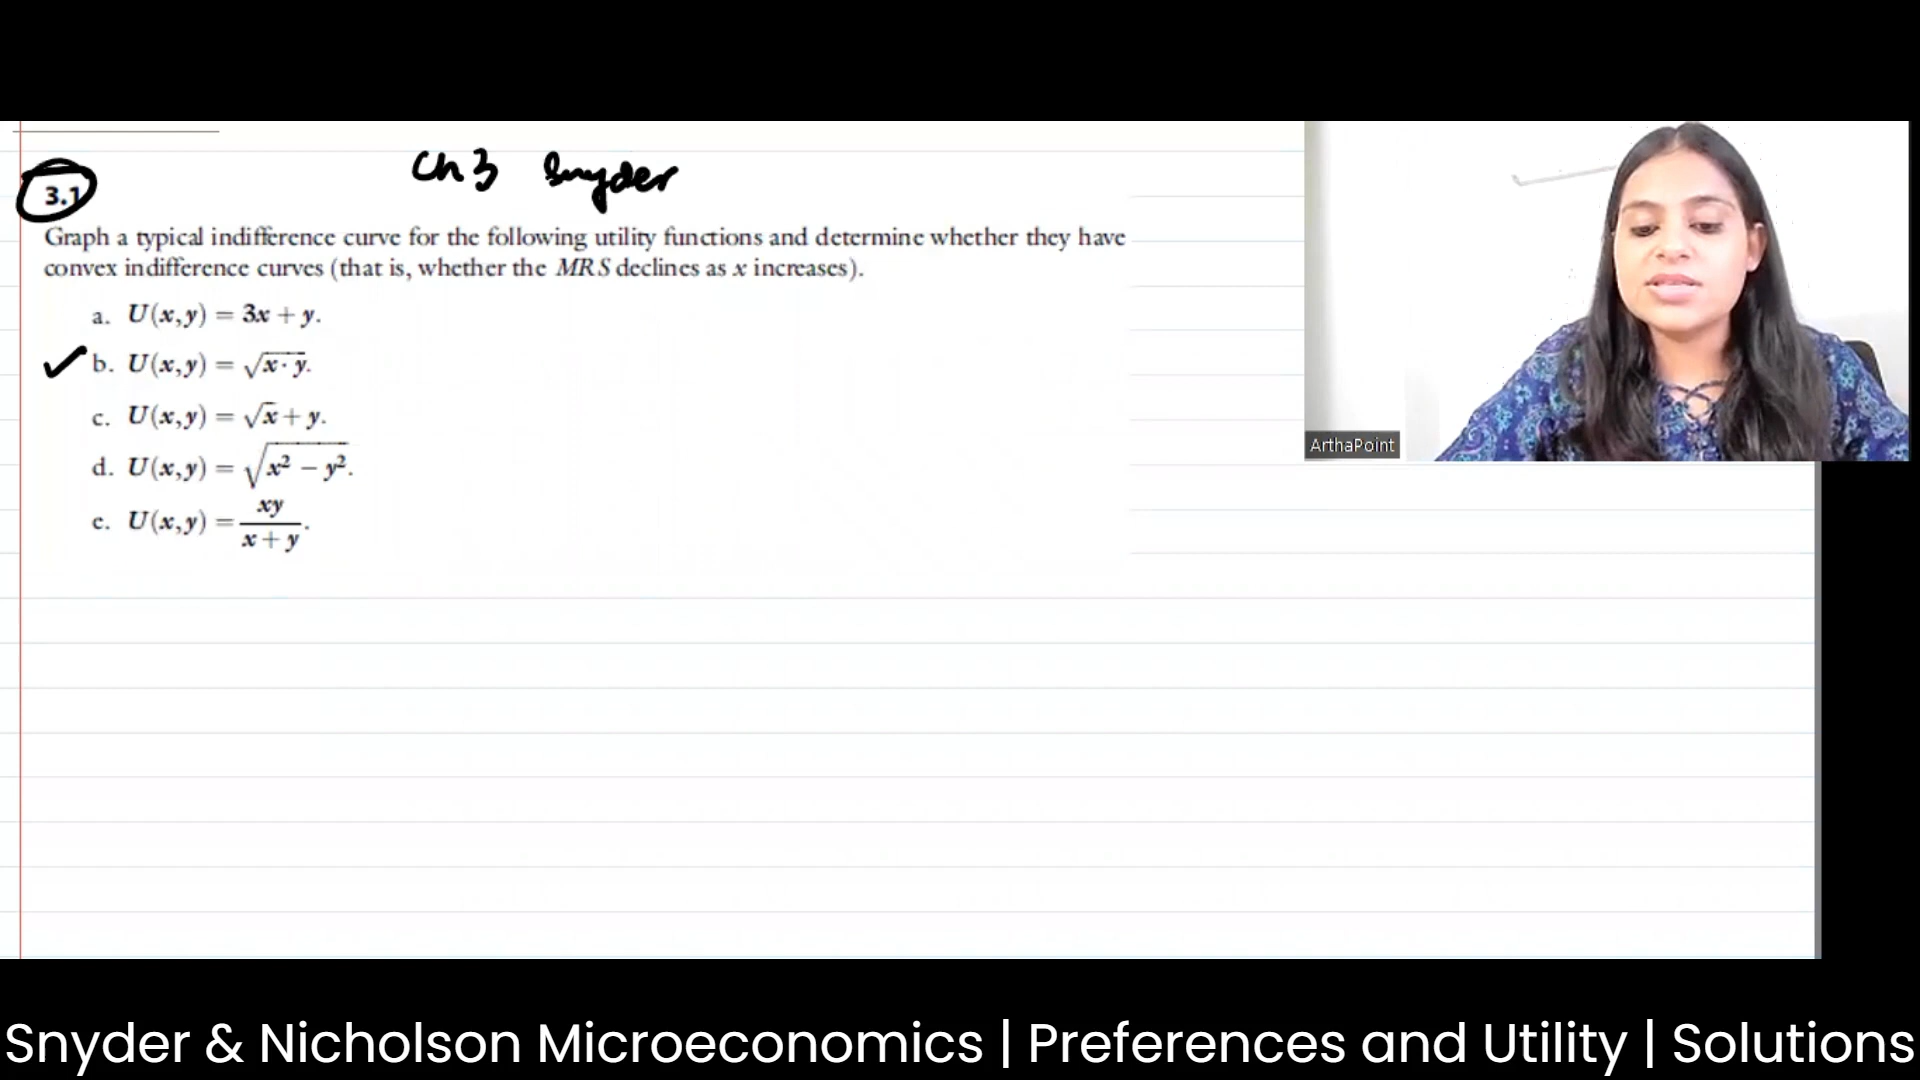 Ch 3 Snyder
3.1
Graph a typical indifference curve for the following utility functions and determine whether they have
convex indifference curves (that is, whether the MRS declines as x increases).
a. U(x,y) = 3x + y.
b. U(x,y) = √x · y.
c. U(x,y) = √x + y.
d. U(x,y) = √x² − y².
e. U(x,y) = xy
x + y.
ArthaPoint
Snyder & Nicholson Microeconomics | Preferences and Utility | Solutions